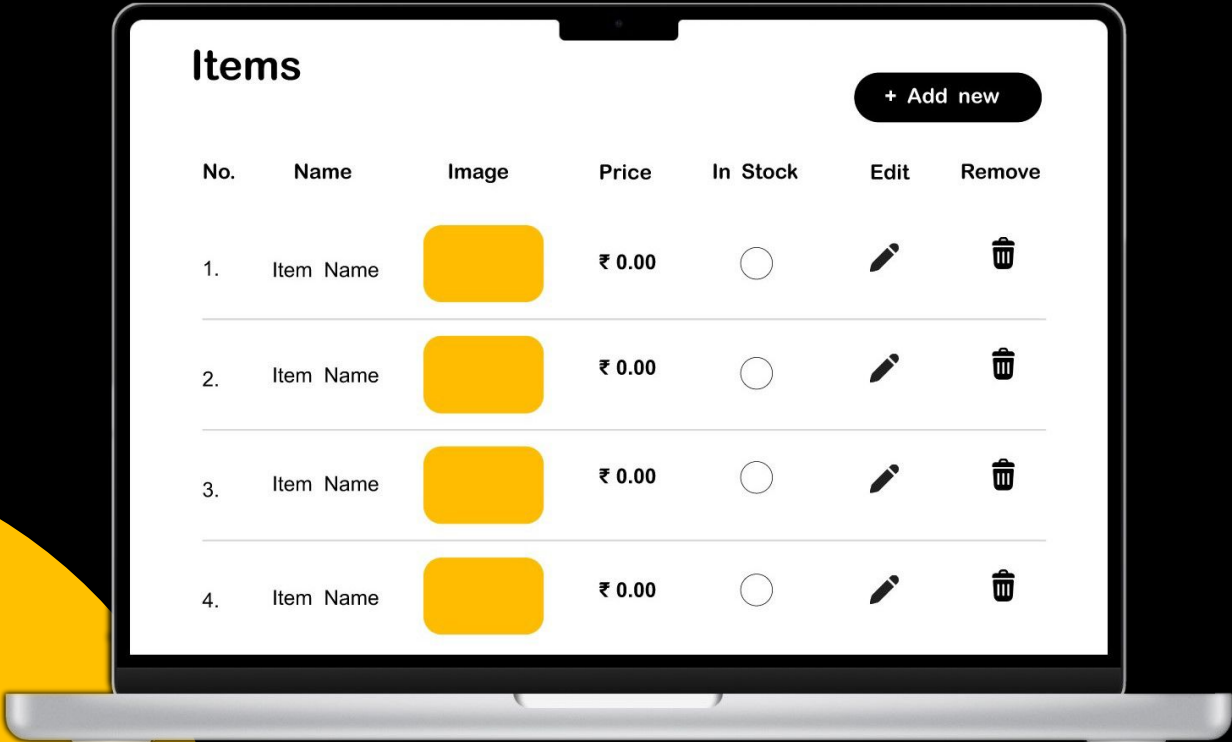 Items
+ Add new
No. Name Image Price In Stock Edit Remove
1. Item Name ₹ 0.00
2. Item Name ₹ 0.00
3. Item Name ₹ 0.00
4. Item Name ₹ 0.00